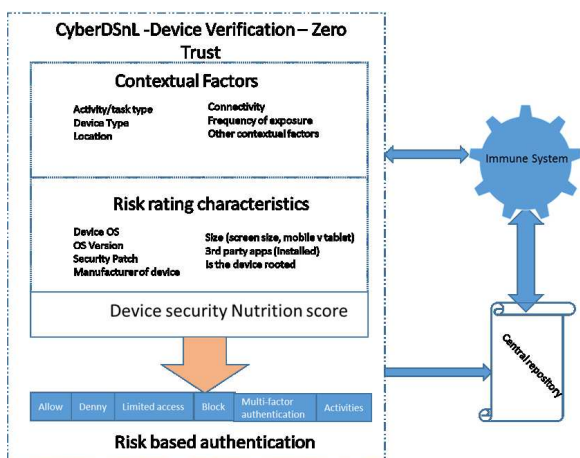 CyberDSnL -Device Verification – Zero
Trust
Contextual Factors
Activity/task type
Device Type
Location
Connectivity
Frequency of exposure
Other contextual factors
Risk rating characteristics
Device OS
OS Version
Security Patch
Manufacturer of device
Size (screen size, mobile v tablet)
3rd party apps (installed)
Is the device rooted
Device security Nutrition score
Allow
Denny
Limited access
Block
Multi-factor
authentication
Activities
Risk based authentication
Immune System
Central repository